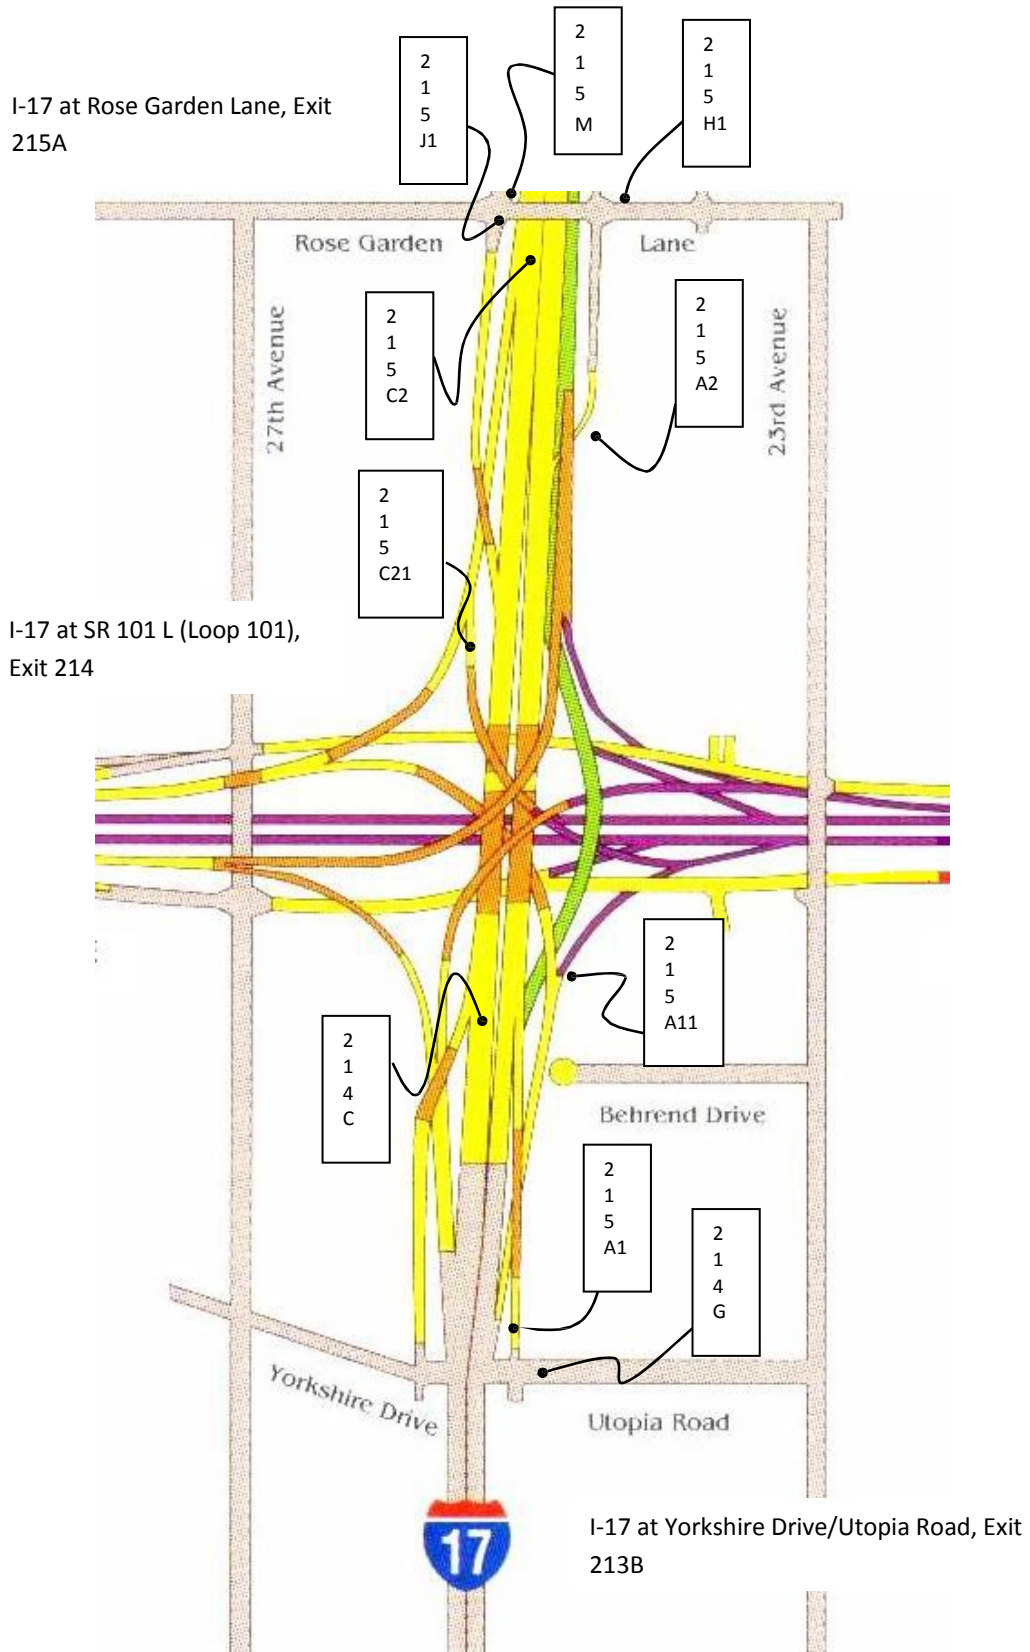 2
1
5
M
2
1
5
H1
2
1
5
J1
I-17 at Rose Garden Lane, Exit
215A
Rose Garden
Lane
27th Avenue
23rd Avenue
2
1
5
C2
2
1
5
A2
2
1
5
C21
I-17 at SR 101 L (Loop 101),
Exit 214
2
1
5
A11
2
1
4
C
Behrend Drive
2
1
5
A1
2
1
4
G
Yorkshire Drive
Utopia Road
17
I-17 at Yorkshire Drive/Utopia Road, Exit
213B